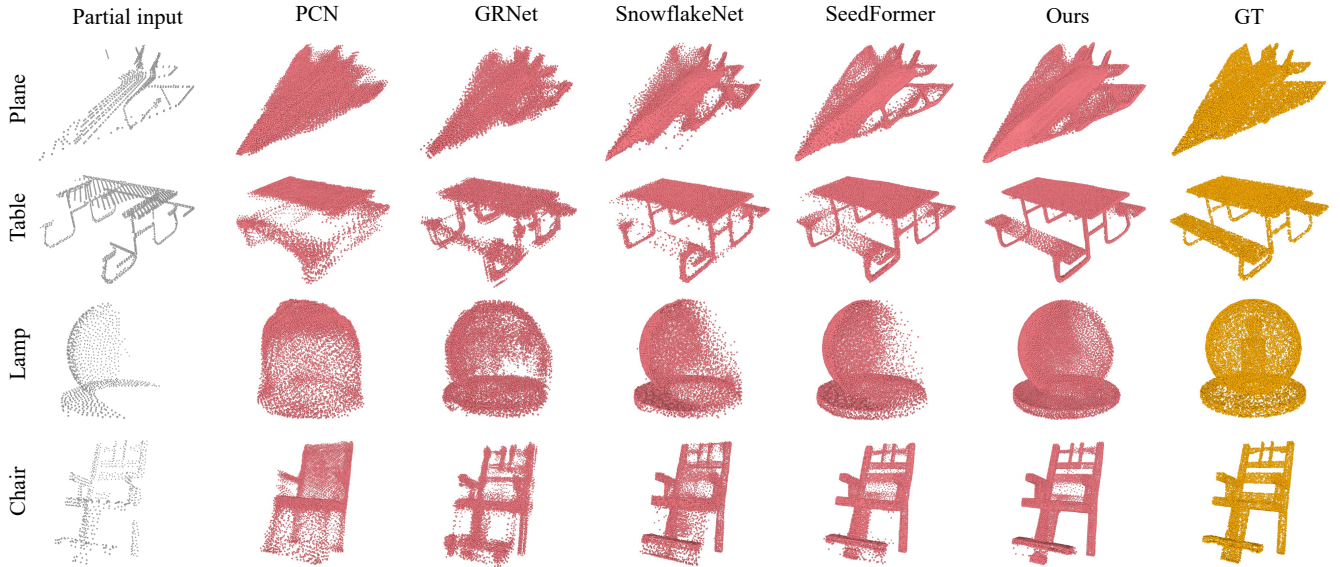 Partial input PCN GRNet SnowflakeNet SeedFormer Ours GT
Plane
Table
Lamp
Chair